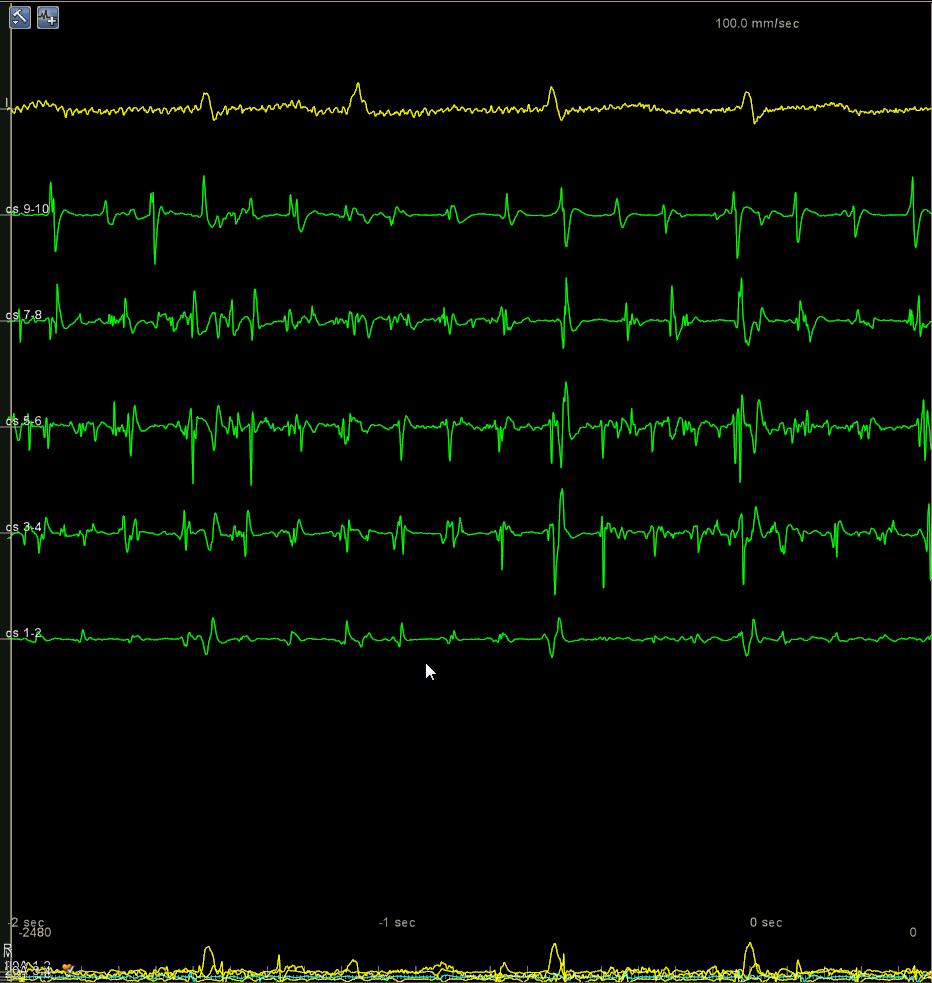 100.0 mm/sec
I
cs 9-10
cs 7-8
cs 5-6
cs 3-4
cs 1-2
-2 sec
-1 sec
0 sec
-2480
0